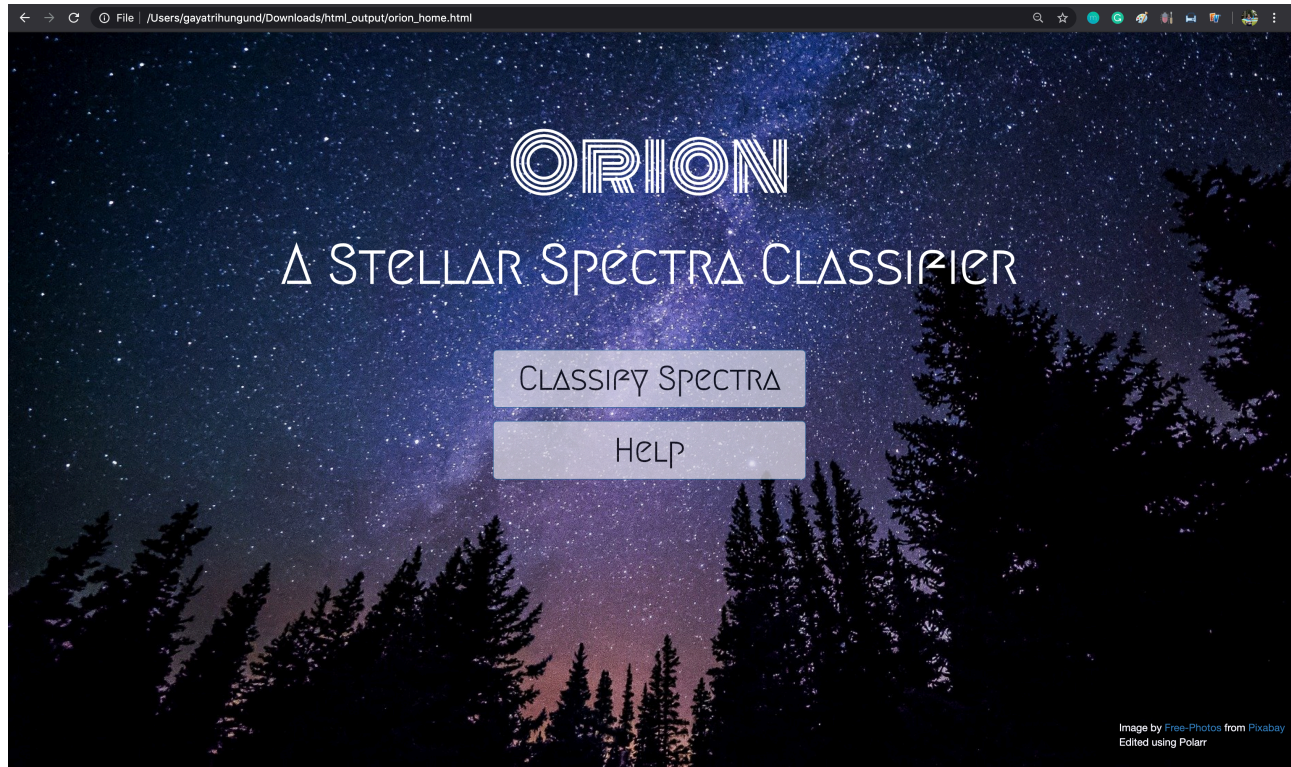 File | /Users/gayatrihungund/Downloads/html_output/orion_home.html
Orion
A Stellar Spectra Classifier
Classify Spectra
Help
Image by Free-Photos from Pixabay
Edited using Polarr